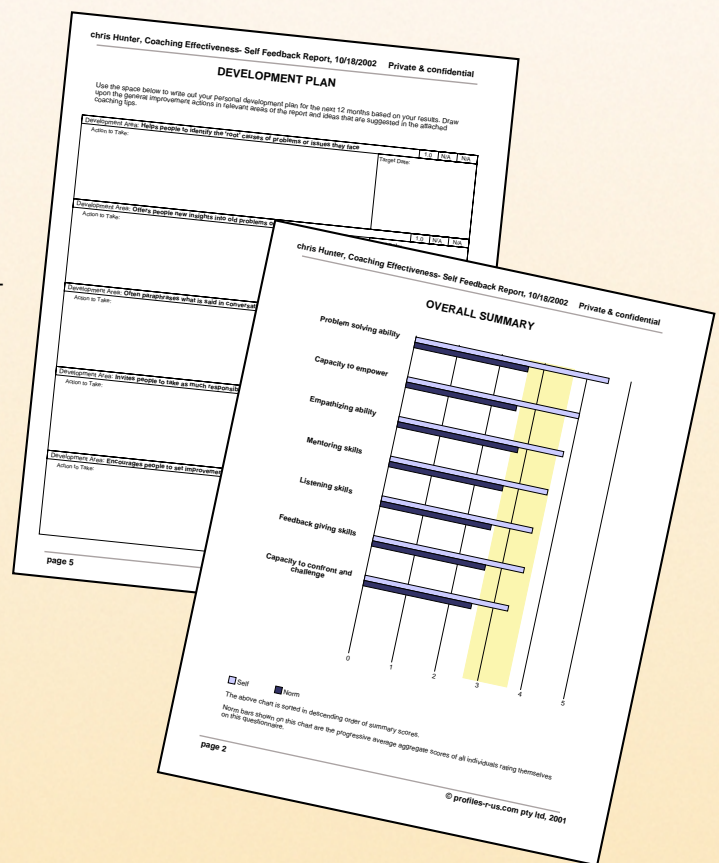 chris Hunter, Coaching Effectiveness- Self Feedback Report, 10/18/2002 Private & confidential
DEVELOPMENT PLAN
Use the space below to write out your personal development plan for the next 12 months based on your results. Draw
upon the general improvement actions in relevant areas of the report and ideas that are suggested in the attached
coaching tips.
Development Area: Helps people to identify the 'root' causes of problems or issues they face 1.0 N/A N/A
Action to Take: Target Date:
Development Area: Offers people new insights into old problems 1.0 N/A N/A
Action to Take:
Development Area: Often paraphrases what is said in
Action to Take:
Development Area: Invites people to take as much
Action to Take:
Development Area: Encourages people to set
Action to Take:
page 5
chris Hunter, Coaching Effectiveness- Self Feedback Report, 10/18/2002 Private & confidential
OVERALL SUMMARY
Problem solving ability
Capacity to empower
Empathizing ability
Mentoring skills
Listening skills
Feedback giving skills
Capacity to confront and
challenge
0 1 2 3 4 5
Self Norm
The above chart is sorted in descending order of summary scores.
Norm bars shown on this chart are the progressive average aggregate scores of all individuals rating themselves
on this questionnaire.
page 2
© profiles-r-us.com pty ltd, 2001